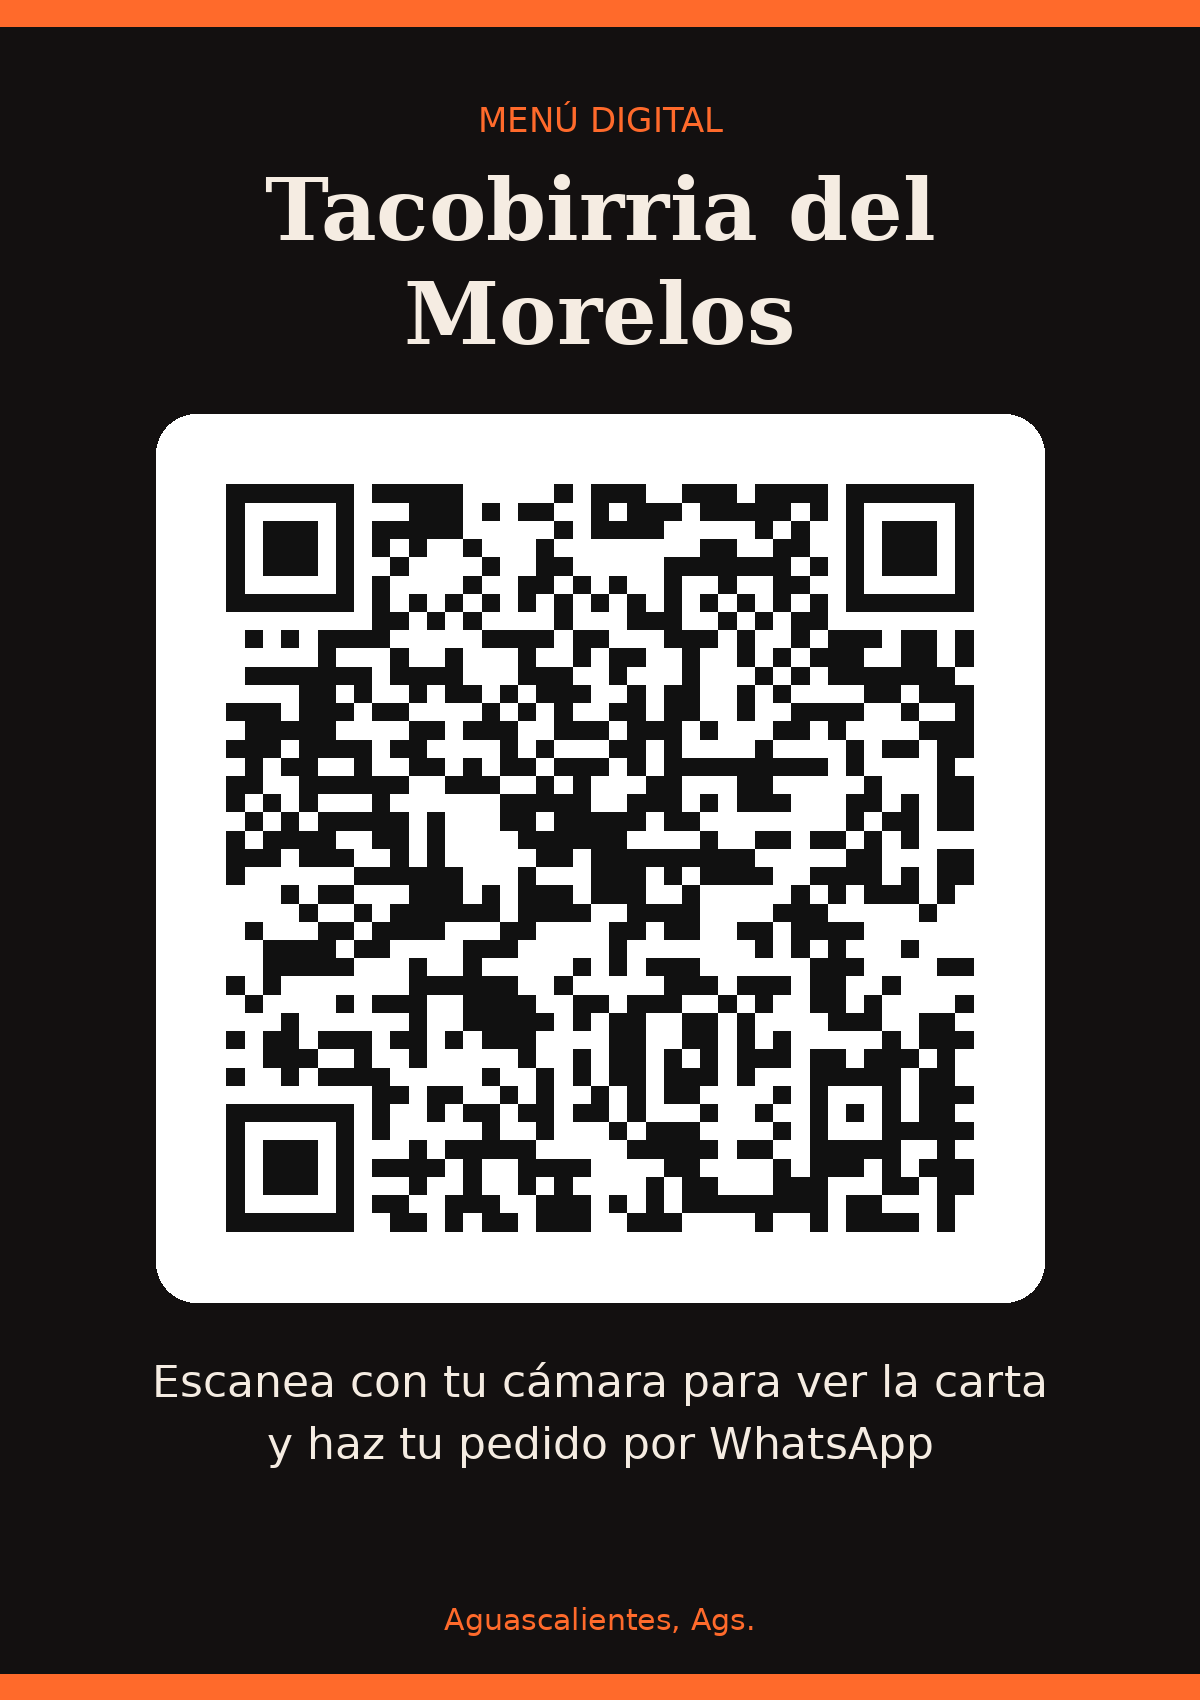 MENÚ DIGITAL
Tacobirria del
Morelos
Escanea con tu cámara para ver la carta
y haz tu pedido por WhatsApp
Aguascalientes, Ags.